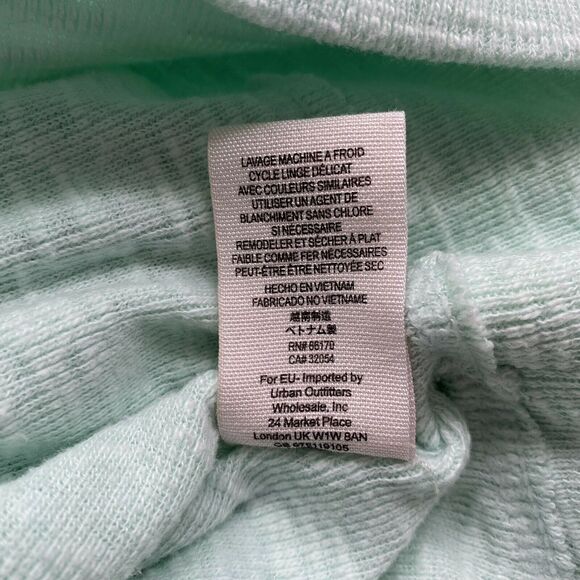 LAVAGE MACHINE A FROID
CYCLE LINGE DÉLICAT
AVEC COULEURS SIMILAIRES
UTILISER UN AGENT DE
BLANCHIMENT SANS CHLORE
SI NÉCESSAIRE
REMODELER ET SÉCHER À PLAT
FAIBLE COMME FER NÉCESSAIRES
PEUT-ÊTRE ÊTRE NETTOYÉE SEC
HECHO EN VIETNAM
FABRICADO NO VIETNAME
越南制造
ベトナム製
RN# 66170
CA# 32054
For EU- Imported by
Urban Outfitters
Wholesale, Inc
24 Market Place
London UK W1W 8AN
GB